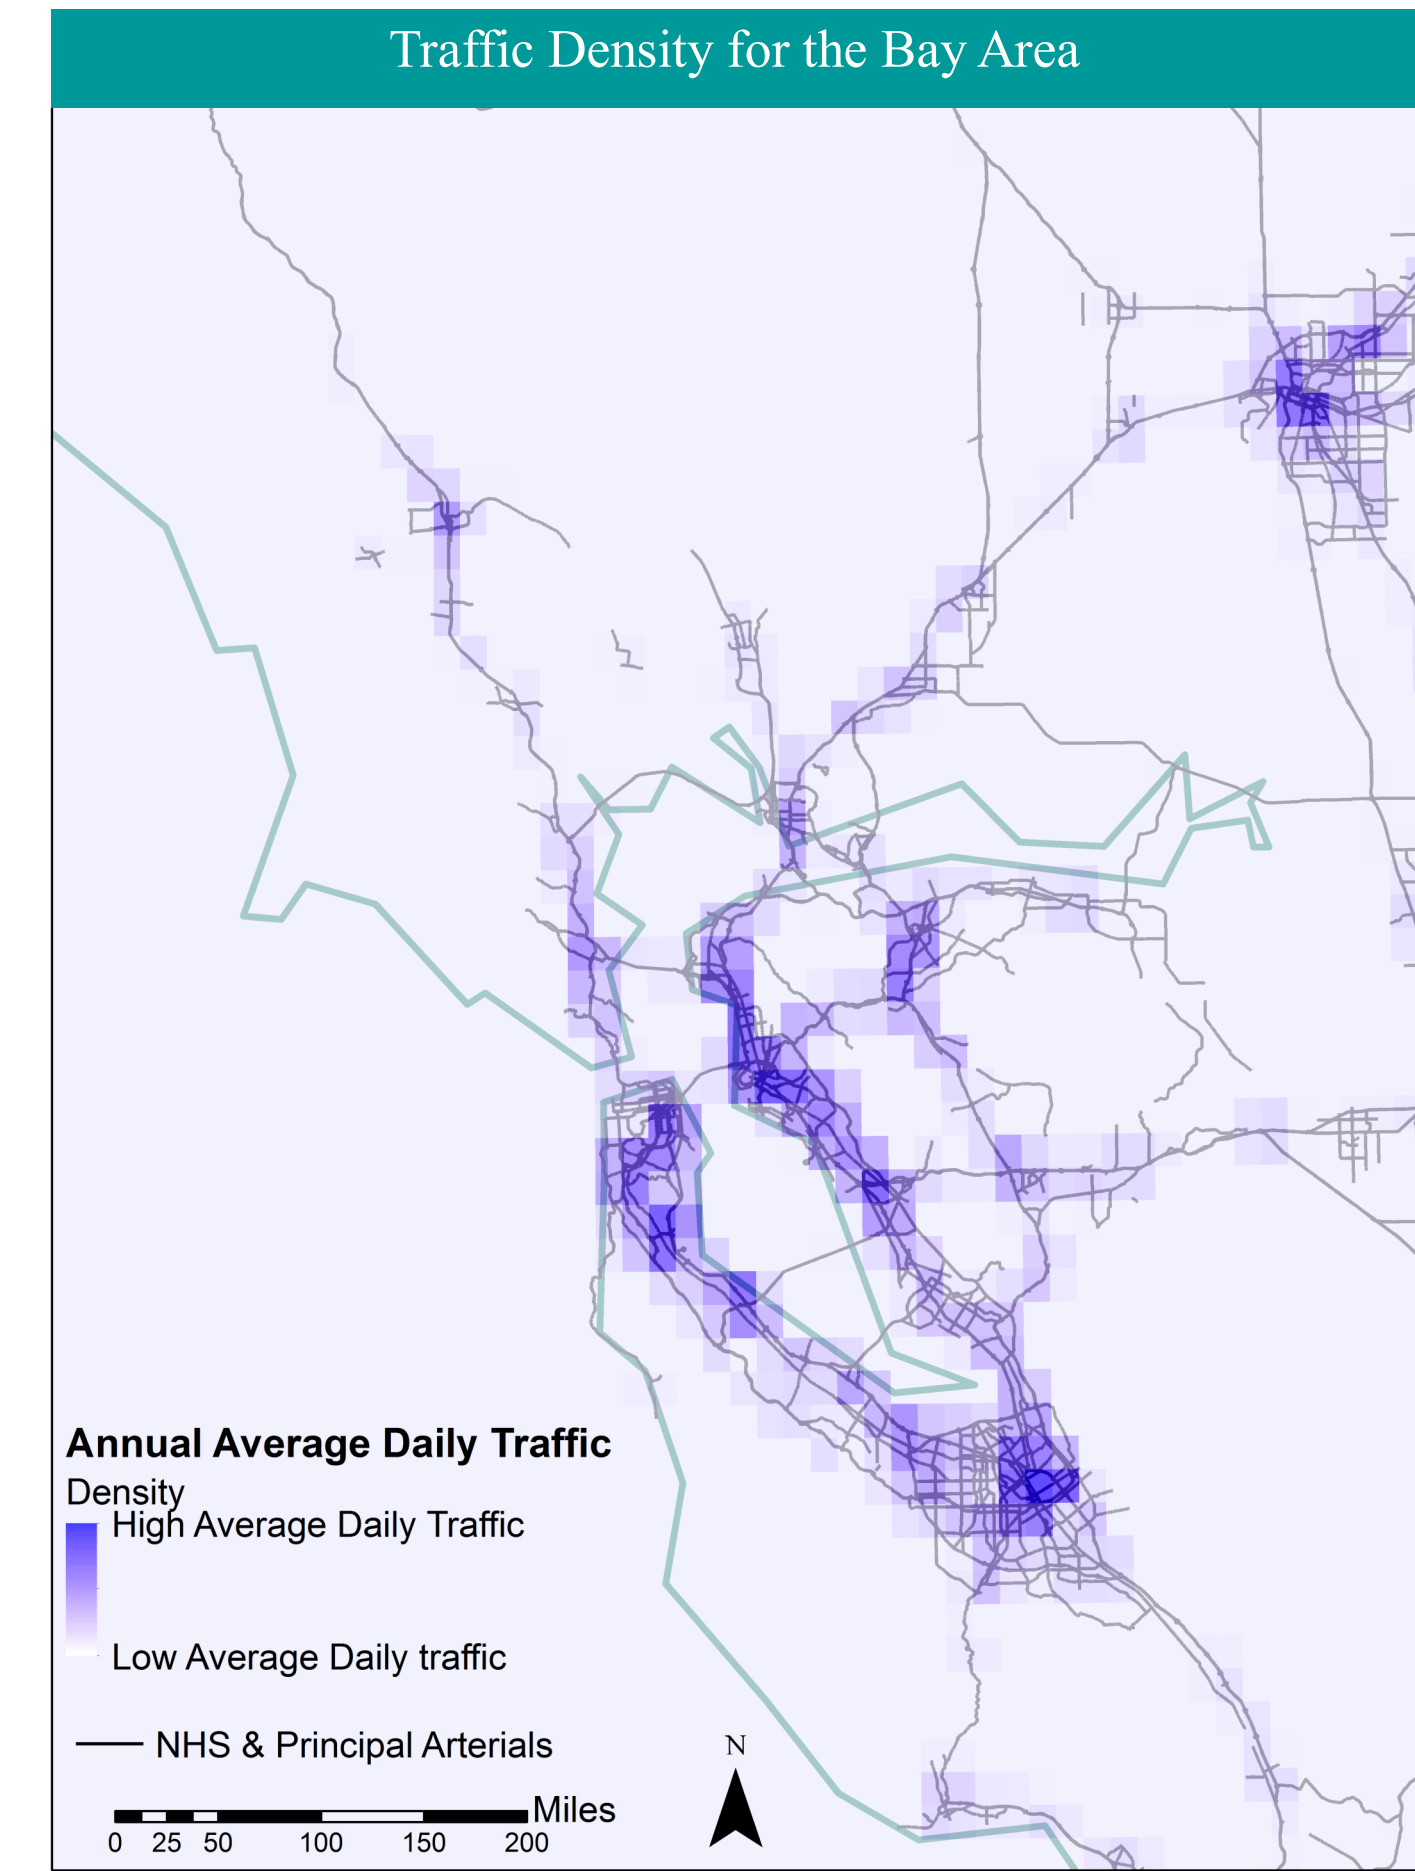 Traffic Density for the Bay Area
Annual Average Daily Traffic
Density
High Average Daily Traffic
Low Average Daily traffic
NHS & Principal Arterials
N
Miles
0 25 50 100 150 200